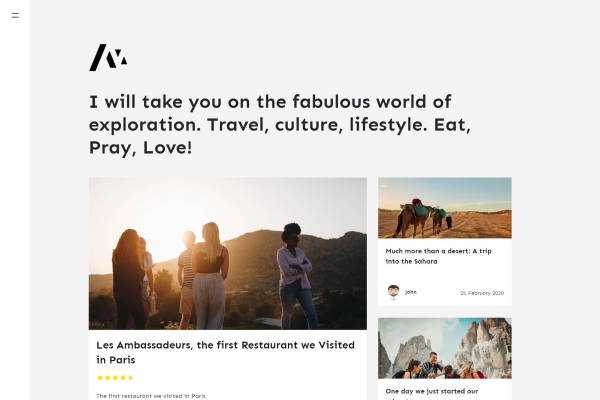 I will take you on the fabulous world of
exploration. Travel, culture, lifestyle. Eat,
Pray, Love!
Les Ambassadeurs, the first Restaurant we Visited
in Paris
The first restaurant we visited in Paris
Much more than a desert: A trip
into the Sahara
John
01 February 2020
One day we just started our